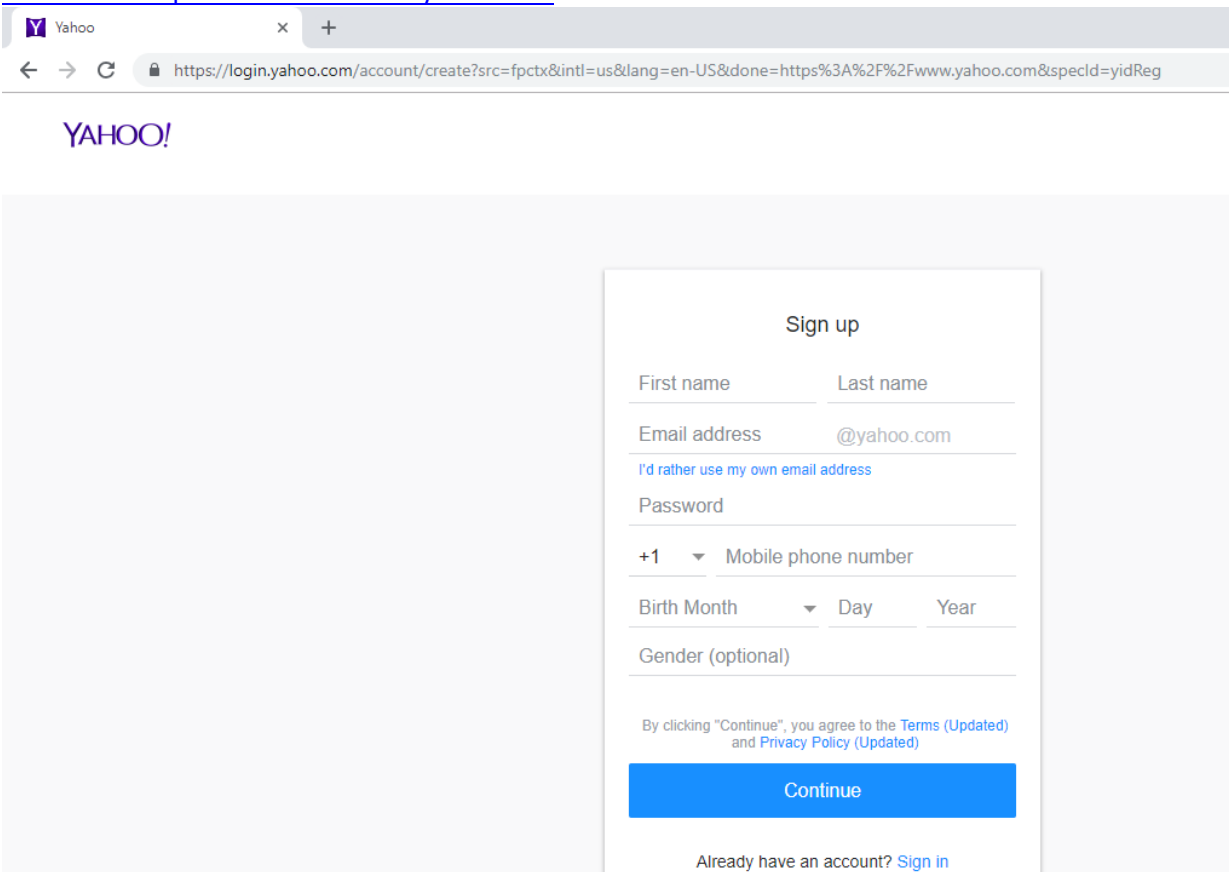 Yahoo
https://login.yahoo.com/account/create?src=fpctx&intl=us&lang=en-US&done=https%3A%2F%2Fwww.yahoo.com&specId=yidReg
YAHOO!
Sign up
First name Last name
Email address @yahoo.com
I'd rather use my own email address
Password
+1 Mobile phone number
Birth Month Day Year
Gender (optional)
By clicking "Continue", you agree to the Terms (Updated)
and Privacy Policy (Updated)
Continue
Already have an account? Sign in